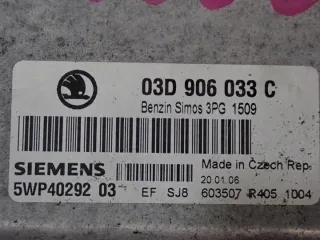 03D 906 033 C
Benzin Simos 3PG 1509
SIEMENS
Made in Czech Rep
5WP40292 03
20.01.06
EF SJ8
603507 R405 1004